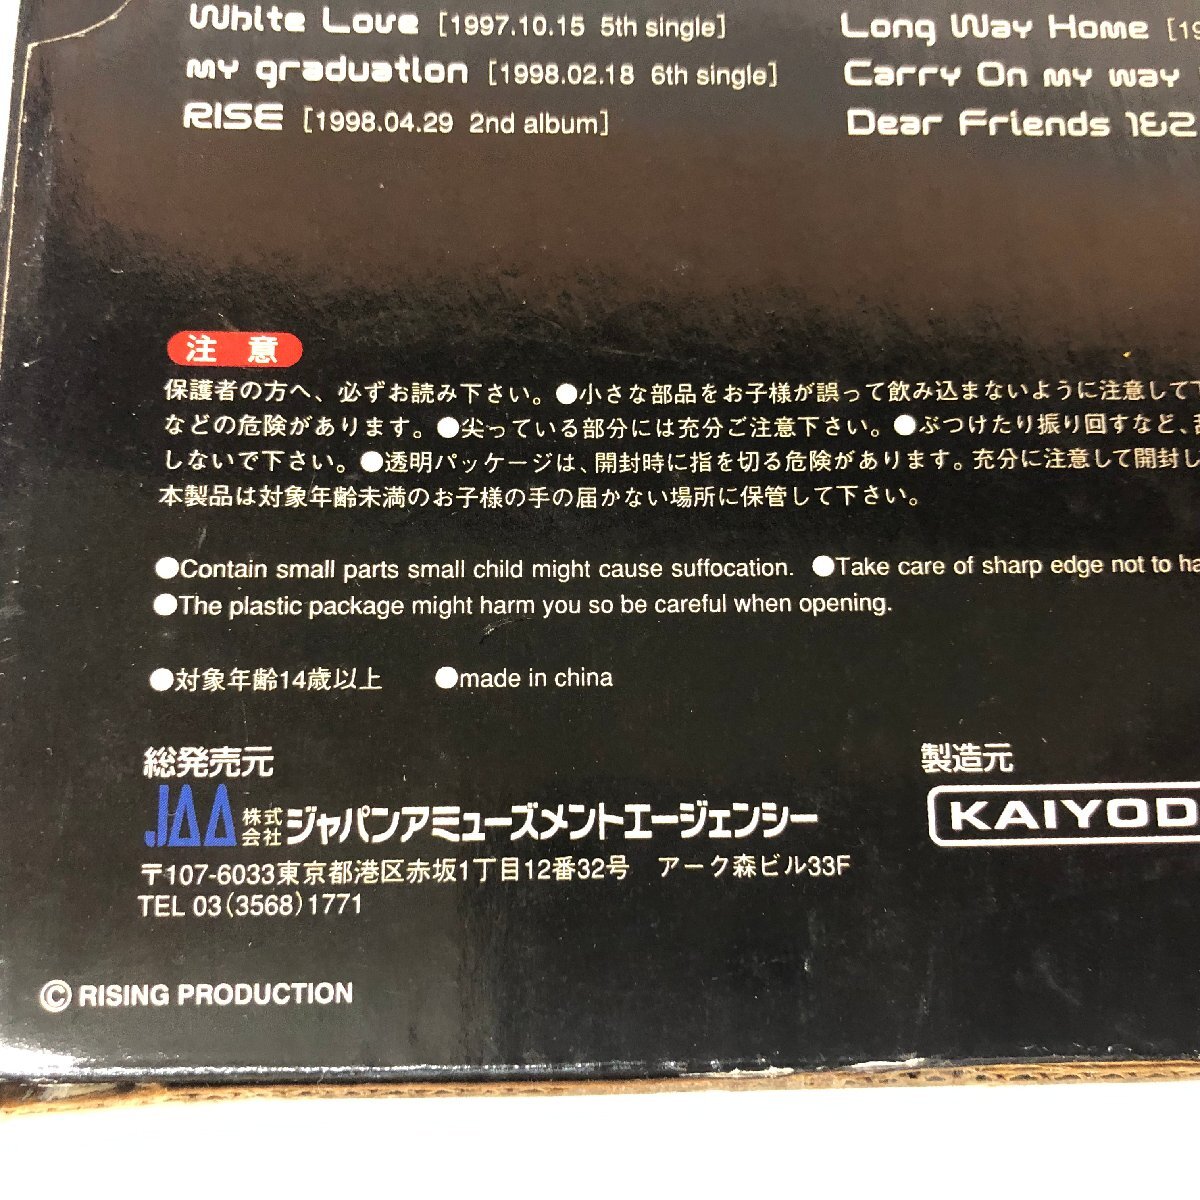 White Love [1997.10.15 5th single]
my graduation [1998.02.18 6th single]
RISE [1998.04.29 2nd album]
Long Way Home [19
Carry On my way
Dear Friends 1&2
注 意
保護者の方へ、必ずお読み下さい。●小さな部品をお子様が誤って飲み込まないように注意して下
などの危険があります。●尖っている部分には充分ご注意下さい。●ぶつけたり振り回すなど、
しないで下さい。●透明パッケージは、開封時に指を切る危険があります。充分に注意して開封し
本製品は対象年齢未満のお子様の手の届かない場所に保管して下さい。
●Contain small parts small child might cause suffocation. ●Take care of sharp edge not to ha
●The plastic package might harm you so be careful when opening.
●対象年齢14歳以上 ●made in china
総発売元
JAA 株式会社 ジャパンアミューズメントエージェンシー
〒107-6033東京都港区赤坂1丁目12番32号 アーク森ビル33F
TEL 03(3568)1771
製造元
KAIYOD
© RISING PRODUCTION